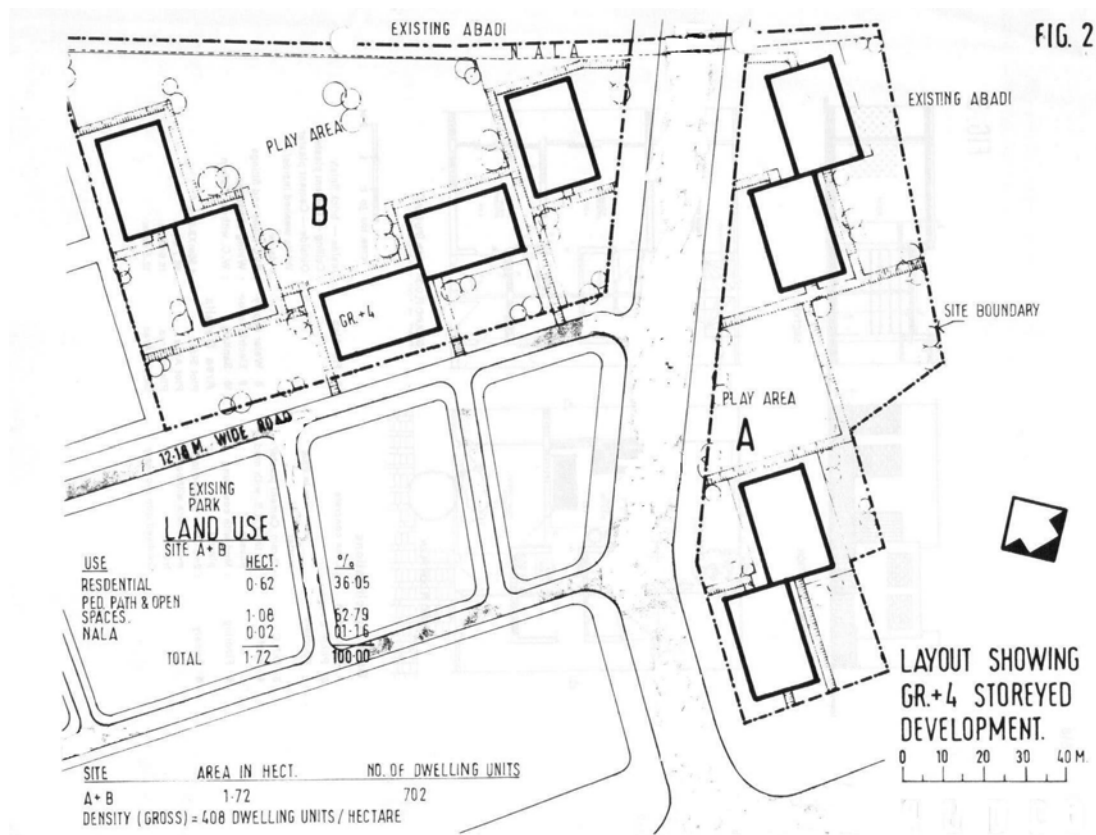 EXISTING ABADI
FIG. 2
NALA
EXISTING ABADI
PLAY AREA
B
GR.+4
SITE BOUNDARY
PLAY AREA
A
12·18 M. WIDE ROAD
EXISING
PARK
LAND USE
SITE A+B
USE HECT. %
RESDENTIAL 0·62 36·05
PED. PATH & OPEN
SPACES. 1·08 62·79
NALA 0·02 01·16
TOTAL 1·72 100·00
LAYOUT SHOWING
GR.+4 STOREYED
DEVELOPMENT.
0 10 20 30 40 M.
SITE AREA IN HECT. NO. OF DWELLING UNITS
A+B 1·72 702
DENSITY (GROSS) = 408 DWELLING UNITS / HECTARE